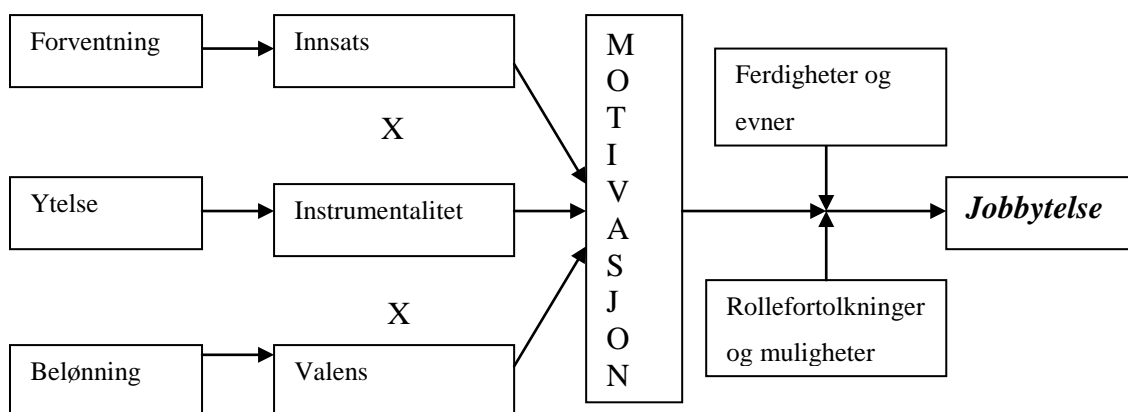 Forventning
Innsats
X
Ytelse
Instrumentalitet
X
Belønning
Valens
M
O
T
I
V
A
S
J
O
N
Ferdigheter og
evner
Rollefortolkninger
og muligheter
Jobbytelse